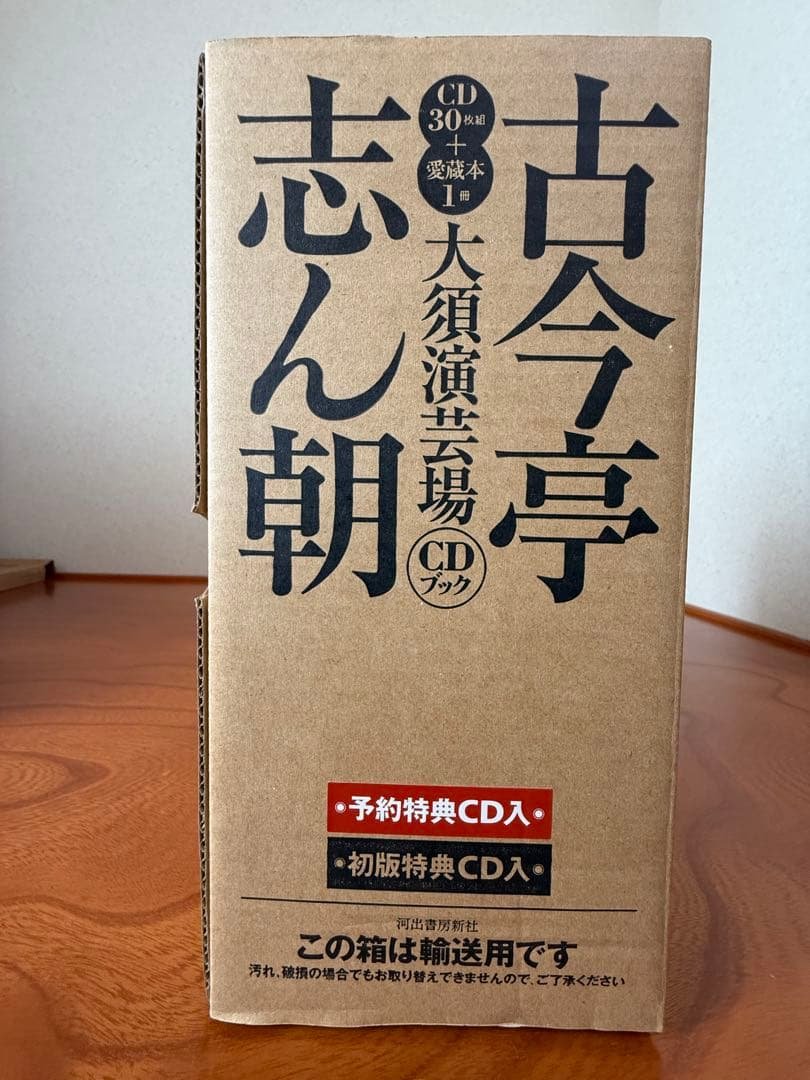 古今亭
志ん朝
CD
30枚組
+
愛蔵本
1冊
大須演芸場
CD
ブック
●予約特典CD入●
●初版特典CD入●
河出書房新社
この箱は輸送用です
汚れ、破損の場合でもお取り替えできませんので、ご了承ください